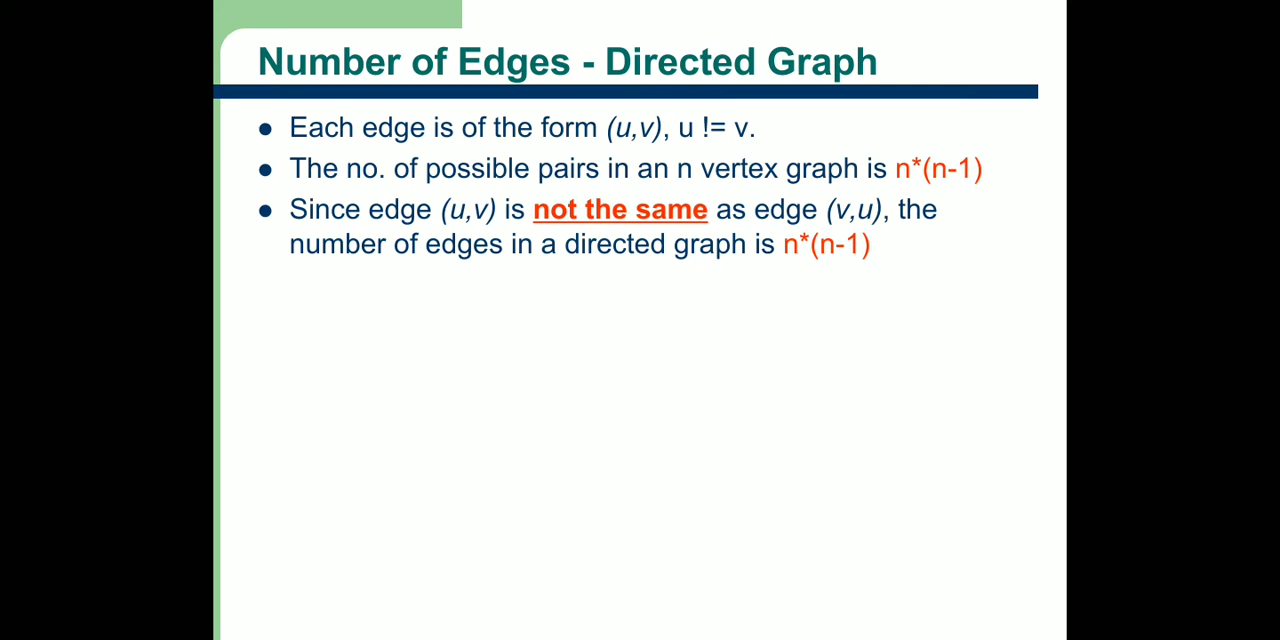 Number of Edges - Directed Graph
● Each edge is of the form (u,v), u != v.
● The no. of possible pairs in an n vertex graph is n*(n-1)
● Since edge (u,v) is not the same as edge (v,u), the
number of edges in a directed graph is n*(n-1)